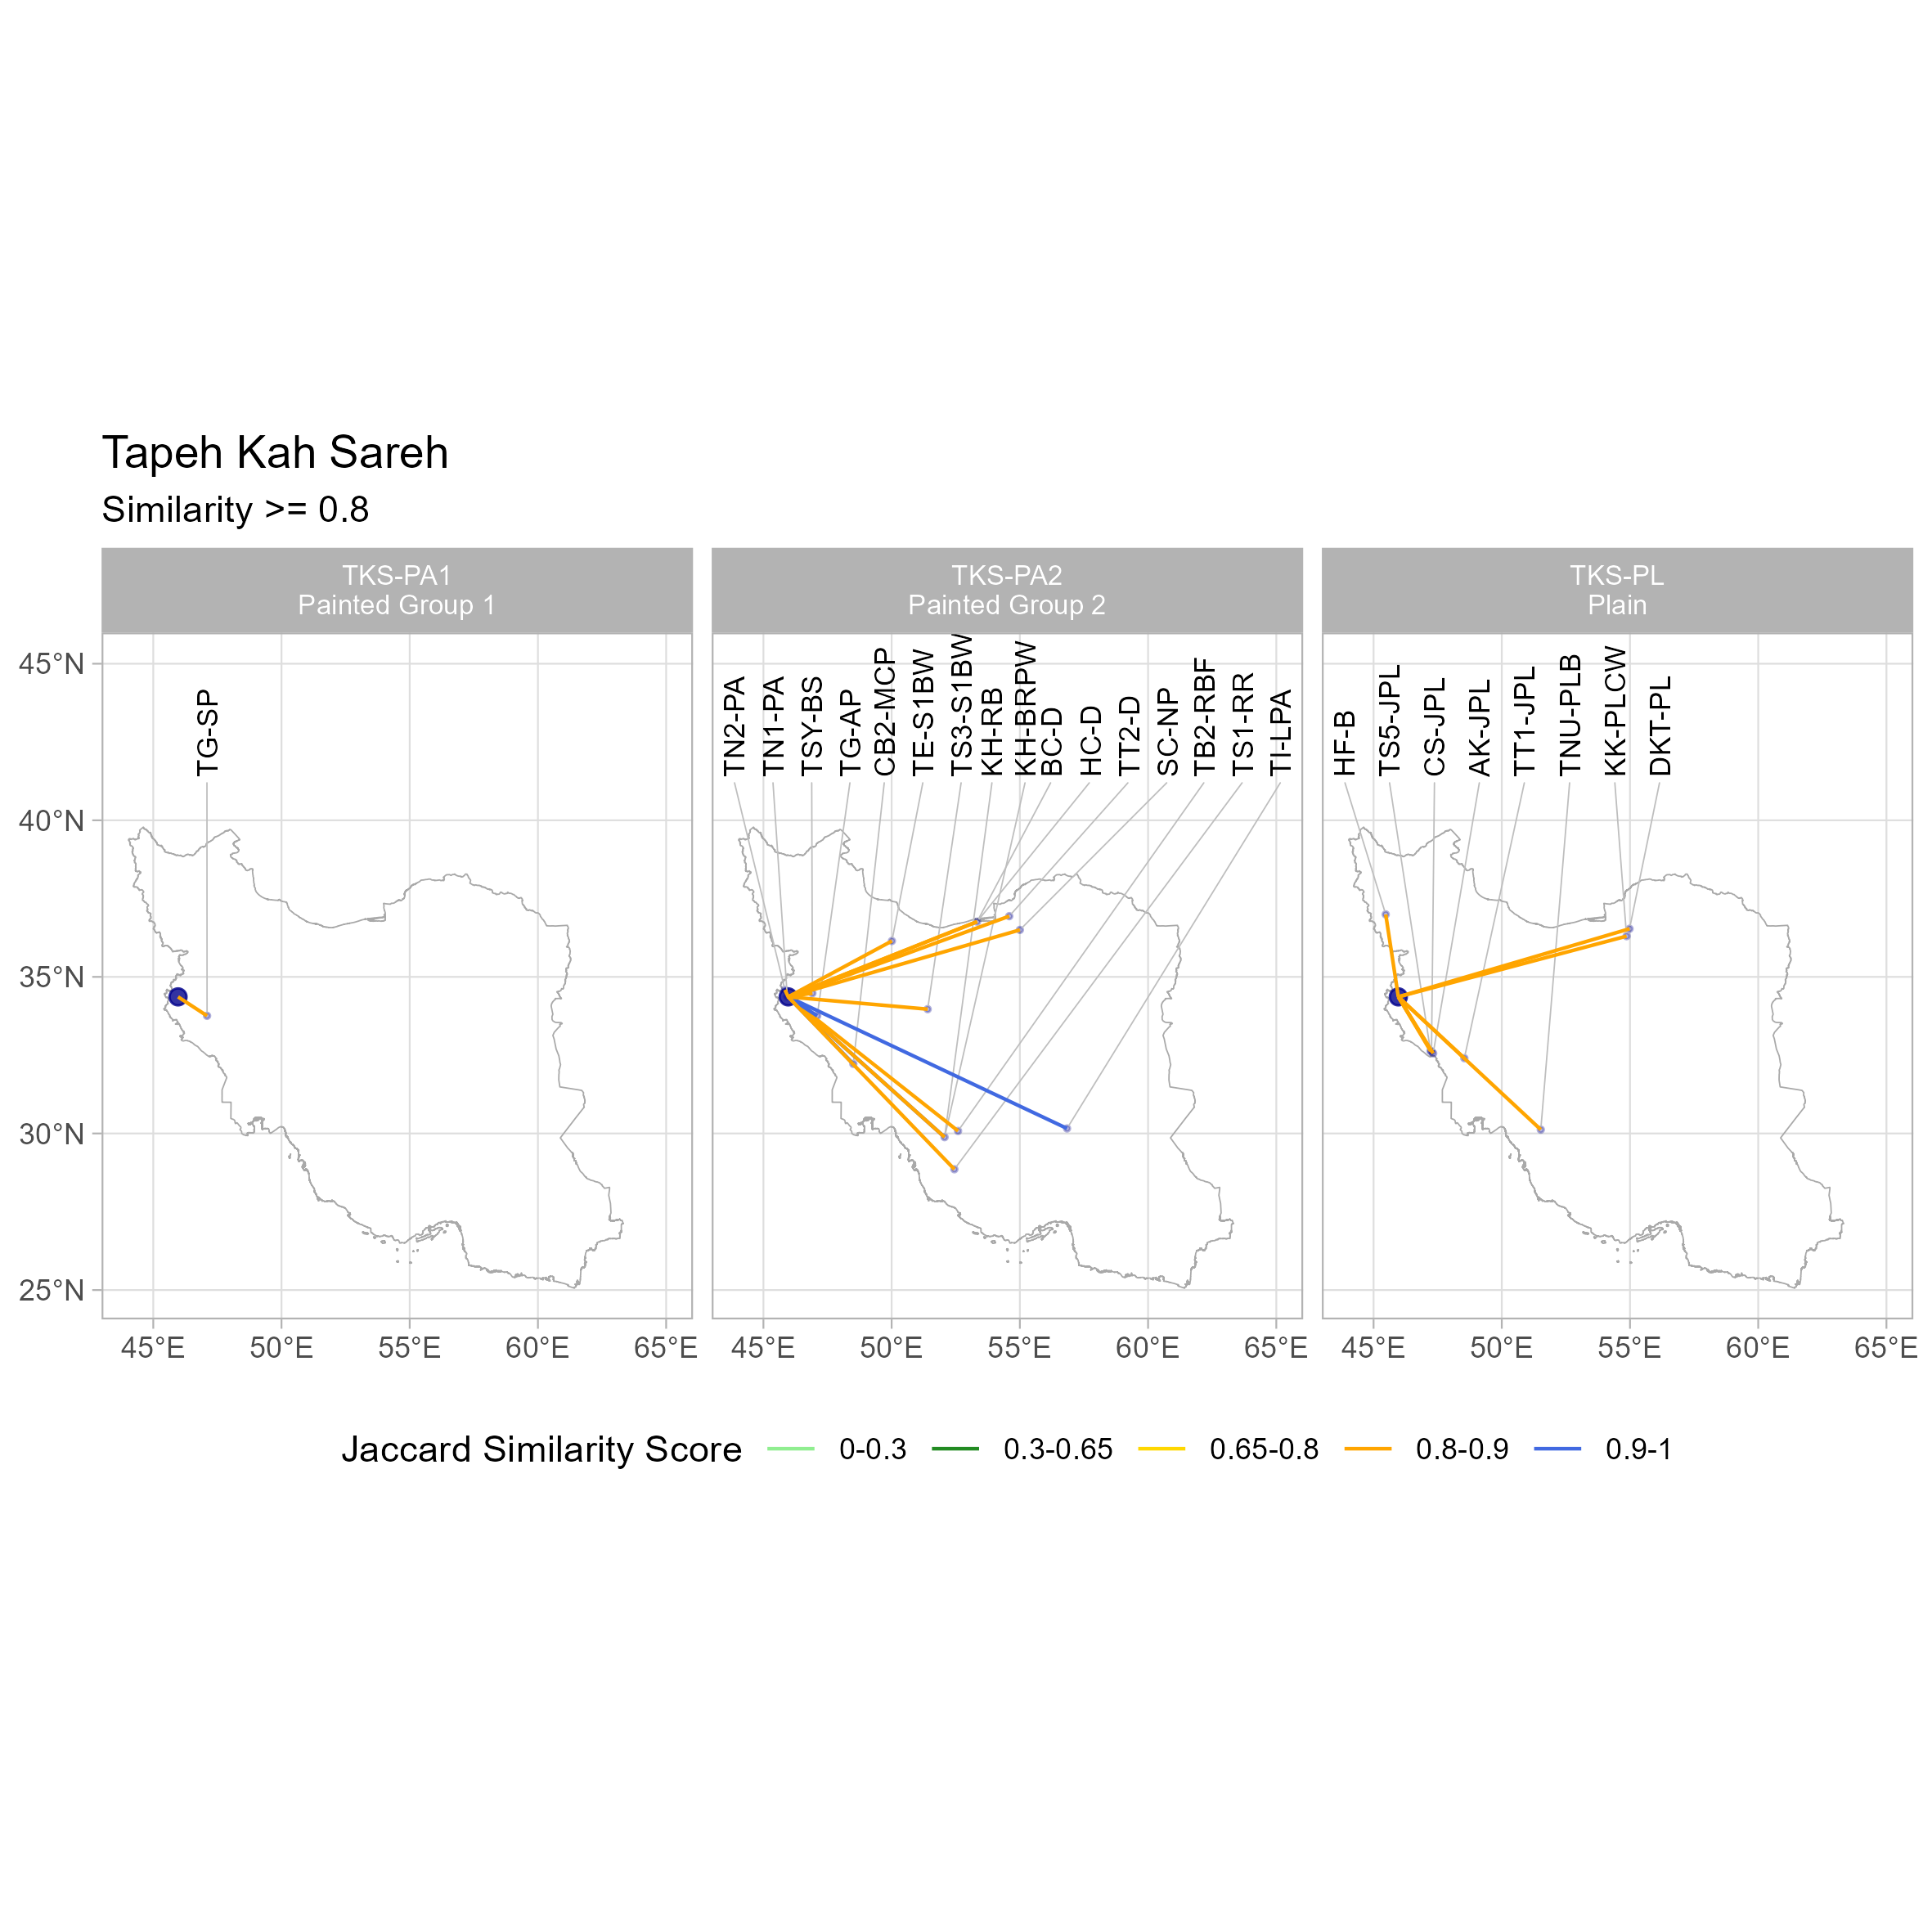 Tapeh Kah Sareh
Similarity >= 0.8
TKS-PA1
Painted Group 1
TKS-PA2
Painted Group 2
TKS-PL
Plain
45°N
40°N
35°N
30°N
25°N
TG-SP
TN2-PA
TN1-PA
TSY-BS
TG-AP
CB2-MCP
TE-S1BW
TS3-S1BW
KH-RB
KH-BRPW
BC-D
HC-D
TT2-D
SC-NP
TB2-RBF
TS1-RR
TI-LPA
HF-B
TS5-JPL
CS-JPL
AK-JPL
TT1-JPL
TNU-PLB
KK-PLCW
DKT-PL
45°E 50°E 55°E 60°E 65°E
45°E 50°E 55°E 60°E 65°E
45°E 50°E 55°E 60°E 65°E
Jaccard Similarity Score 0-0.3 0.3-0.65 0.65-0.8 0.8-0.9 0.9-1